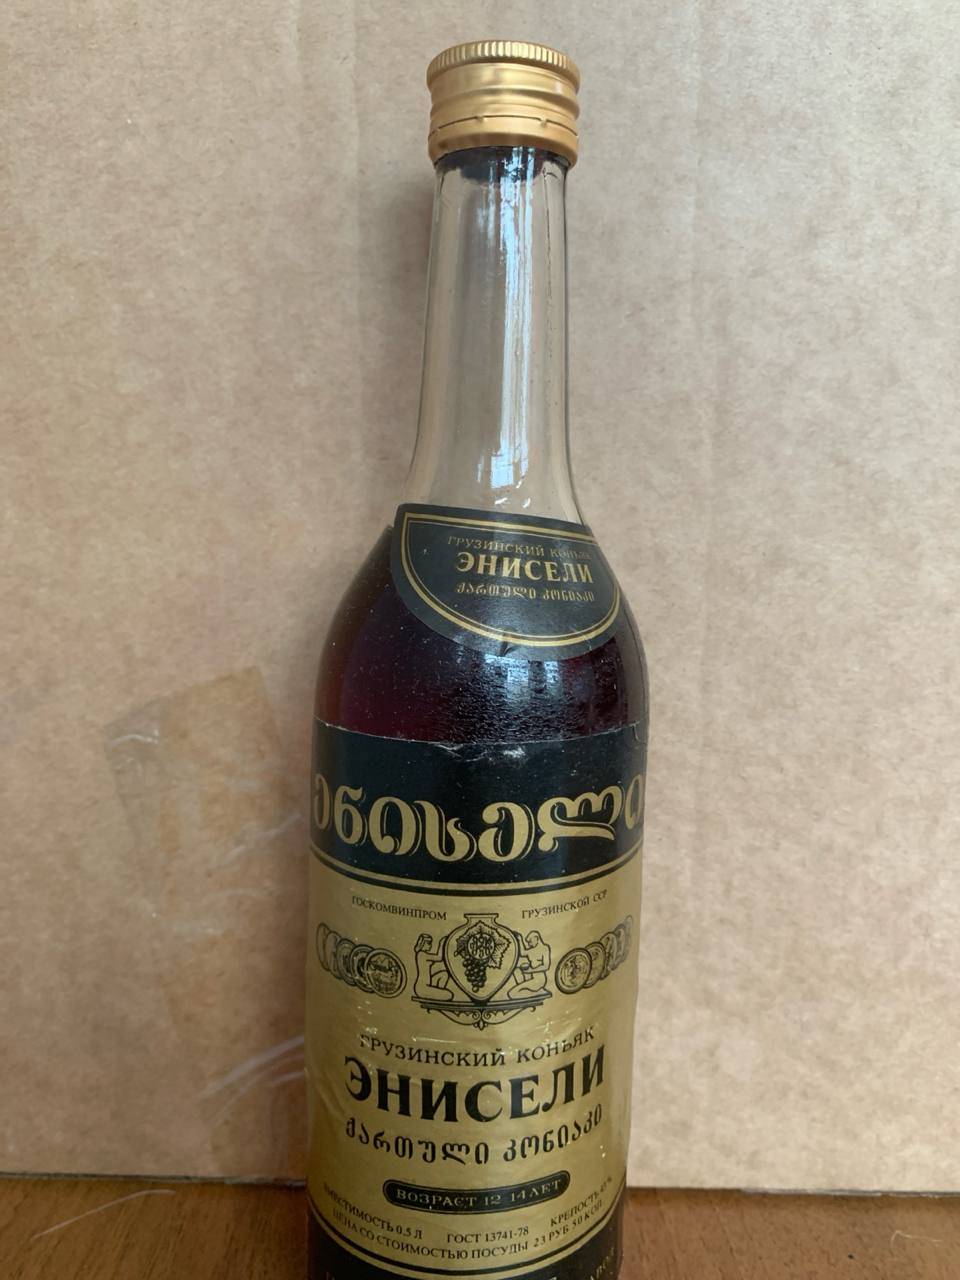 ГРУЗИНСКИЙ КОНЬЯК
ЭНИСЕЛИ
ქართული კონიაკი
ენისელი
ГОСКОМВИНПРОМ ГРУЗИНСКОЙ ССР
ГРУЗИНСКИЙ КОНЬЯК
ЭНИСЕЛИ
ქართული კონიაკი
ВОЗРАСТ 12-14 ЛЕТ
ВМЕСТИМОСТЬ 0,5 Л ГОСТ 13741-78 КРЕПОСТЬ
ЦЕНА СО СТОИМОСТЬЮ ПОСУДЫ 23 РУБ 50 КОП